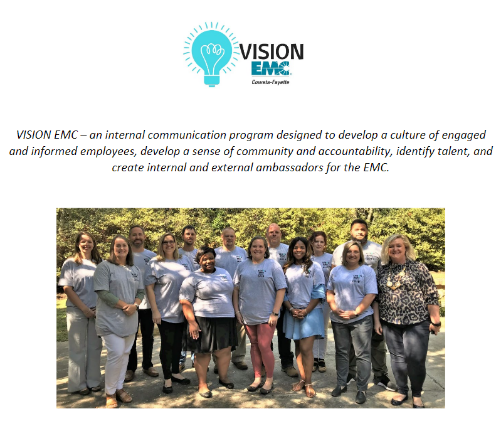 VISION
EMC
Coweta-Fayette
VISION EMC – an internal communication program designed to develop a culture of engaged
and informed employees, develop a sense of community and accountability, identify talent, and
create internal and external ambassadors for the EMC.